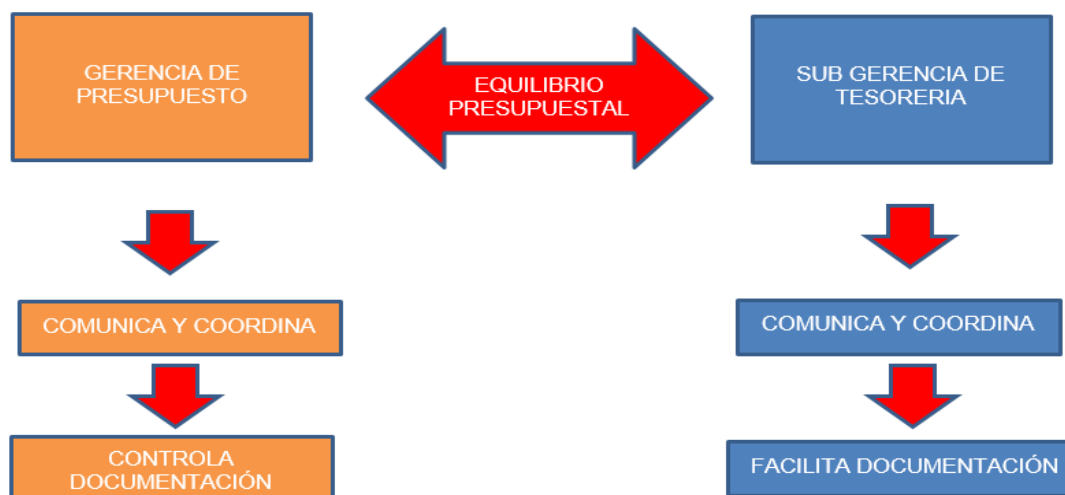 GERENCIA DE
PRESUPUESTO
EQUILIBRIO
PRESUPUESTAL
SUB GERENCIA DE
TESORERIA
COMUNICA Y COORDINA
COMUNICA Y COORDINA
CONTROLA
DOCUMENTACIÓN
FACILITA DOCUMENTACIÓN